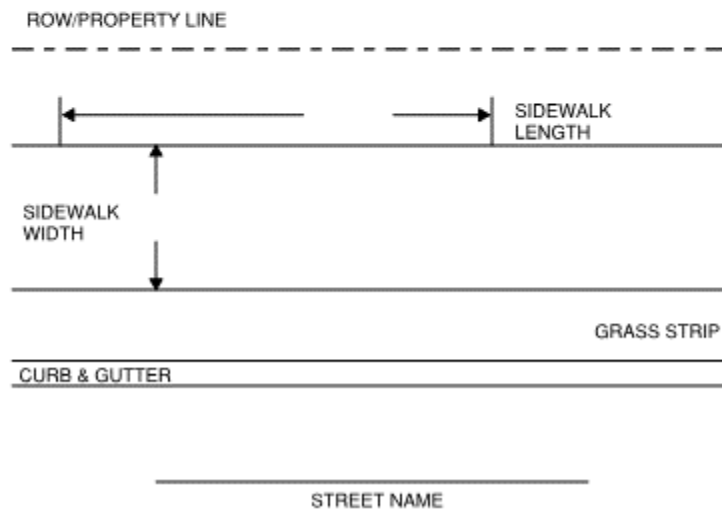 ROW/PROPERTY LINE
SIDEWALK
LENGTH
SIDEWALK
WIDTH
GRASS STRIP
CURB & GUTTER
STREET NAME